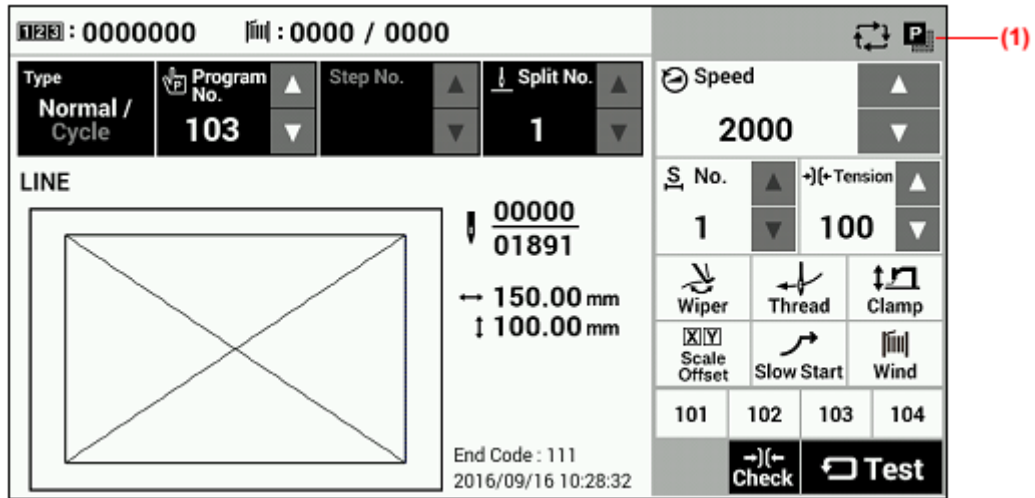 123 : 0000000 : 0000 / 0000
P
(1)
Type
Normal /
Cycle
P
Program
No.
103
Step No.
Split No.
1
Speed
2000
S No.
1
Tension
100
LINE
00000
01891
150.00 mm
100.00 mm
Wiper
Thread
Clamp
X Y
Scale
Offset
Slow Start
Wind
101 102 103 104
End Code : 111
2016/09/16 10:28:32
Check
Test